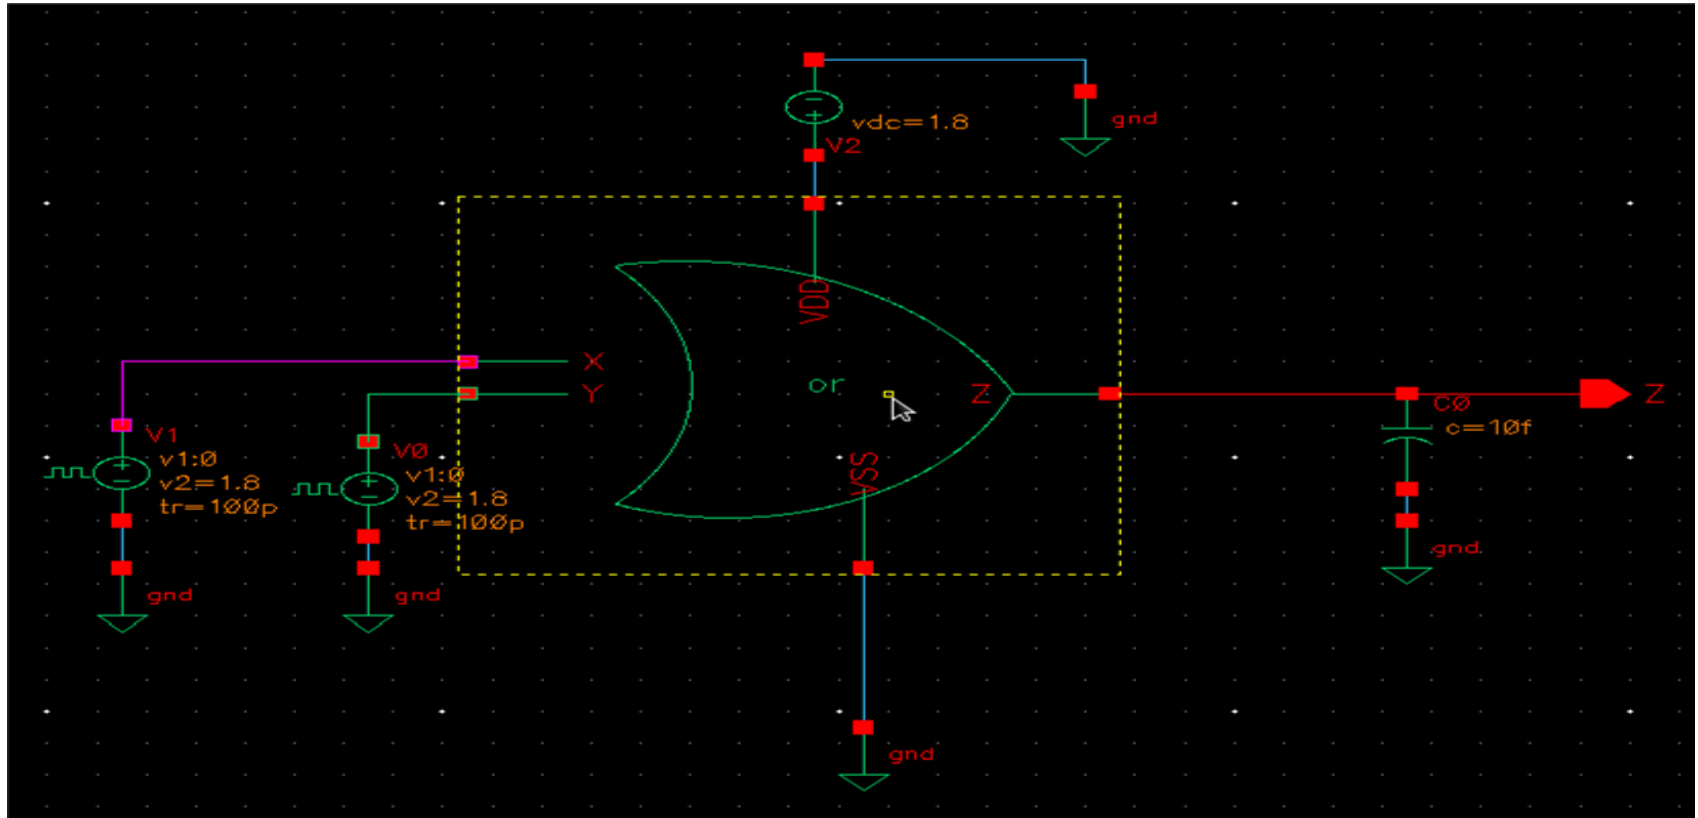 gnd
vdc=1.8
V2
VDD
X
Y
or
Z
C0
Z
c=10f
V1
v1:0
v2=1.8
tr=100p
V0
v1:0
v2=1.8
tr=100p
VSS
gnd
gnd
gnd
gnd